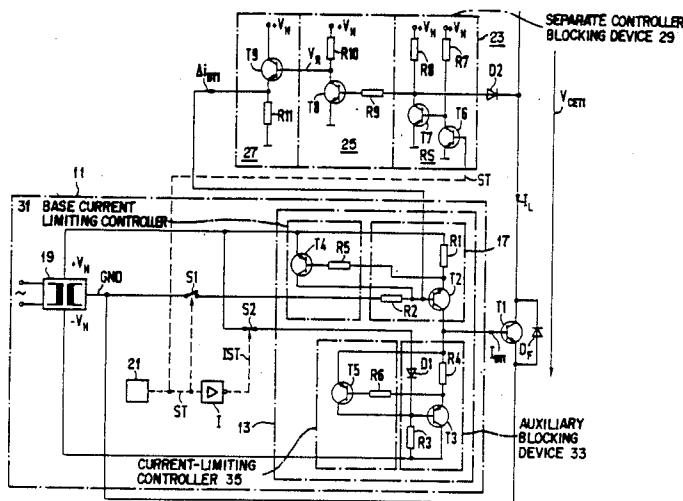 SEPARATE CONTROLLER
BLOCKING DEVICE 29
+VN
+VN
+VN
+VN
23
T9
VR
R10
R8
R7
D2
ΔiBT1
T8
R9
R11
T7
T6
VCET1
27
25
RS
ST
11
IL
31 BASE CURRENT
LIMITING CONTROLLER
17
19
+VN
GND
S1
T4
R5
R1
T2
R2
S2
T1
-VN
IBT1
DF
21
IST
D1
R4
T5
R6
ST
I
13
T3
R3
AUXILIARY
BLOCKING
DEVICE 33
CURRENT-LIMITING
CONTROLLER 35